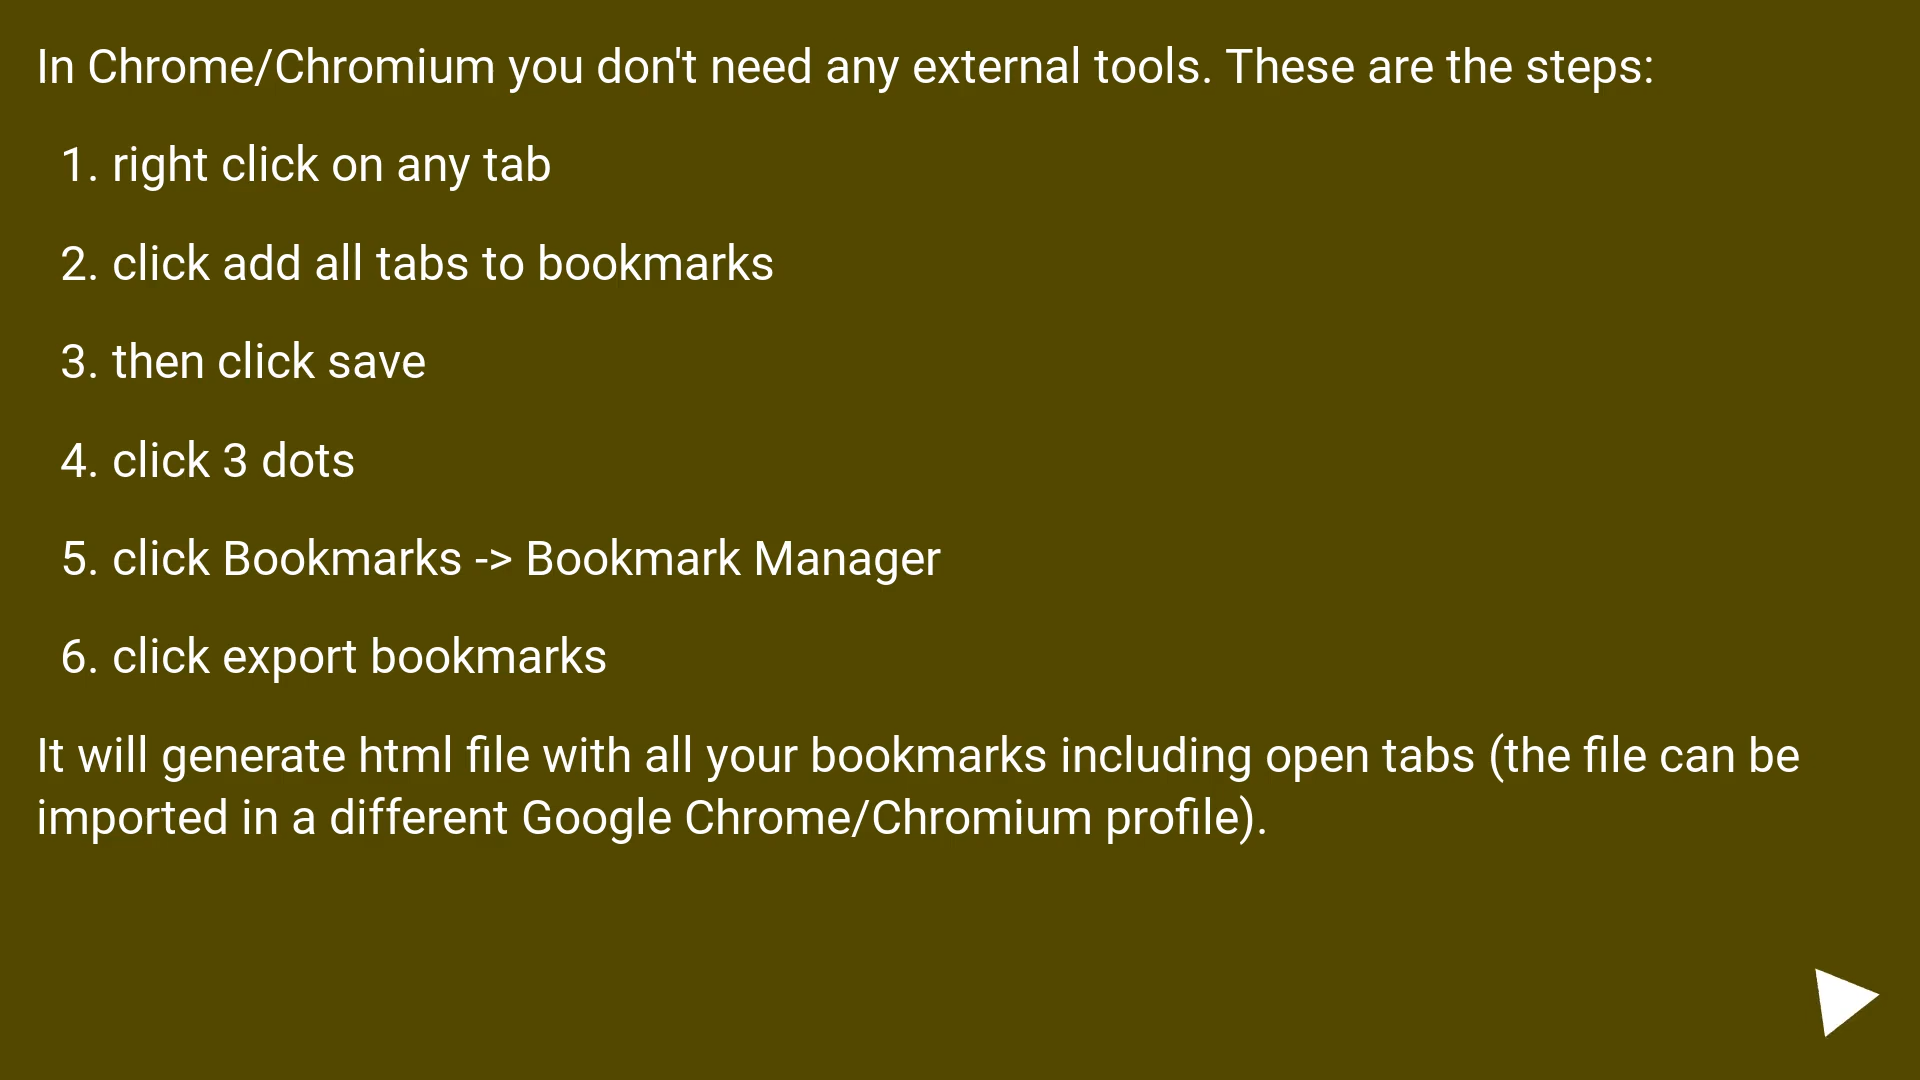 In Chrome/Chromium you don't need any external tools. These are the steps:
1. right click on any tab
2. click add all tabs to bookmarks
3. then click save
4. click 3 dots
5. click Bookmarks -> Bookmark Manager
6. click export bookmarks
It will generate html file with all your bookmarks including open tabs (the file can be
imported in a different Google Chrome/Chromium profile).